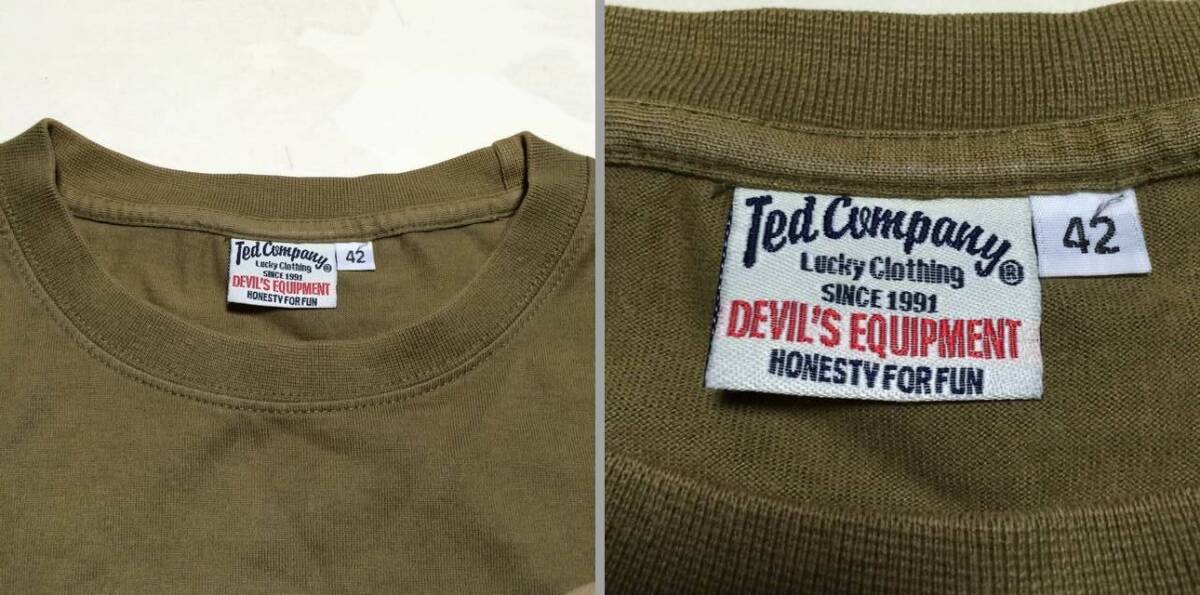 Ted Company®
Lucky Clothing
SINCE 1991
DEVIL'S EQUIPMENT
HONESTY FOR FUN
42
Ted Company®
Lucky Clothing
SINCE 1991
DEVIL'S EQUIPMENT
HONESTY FOR FUN
42